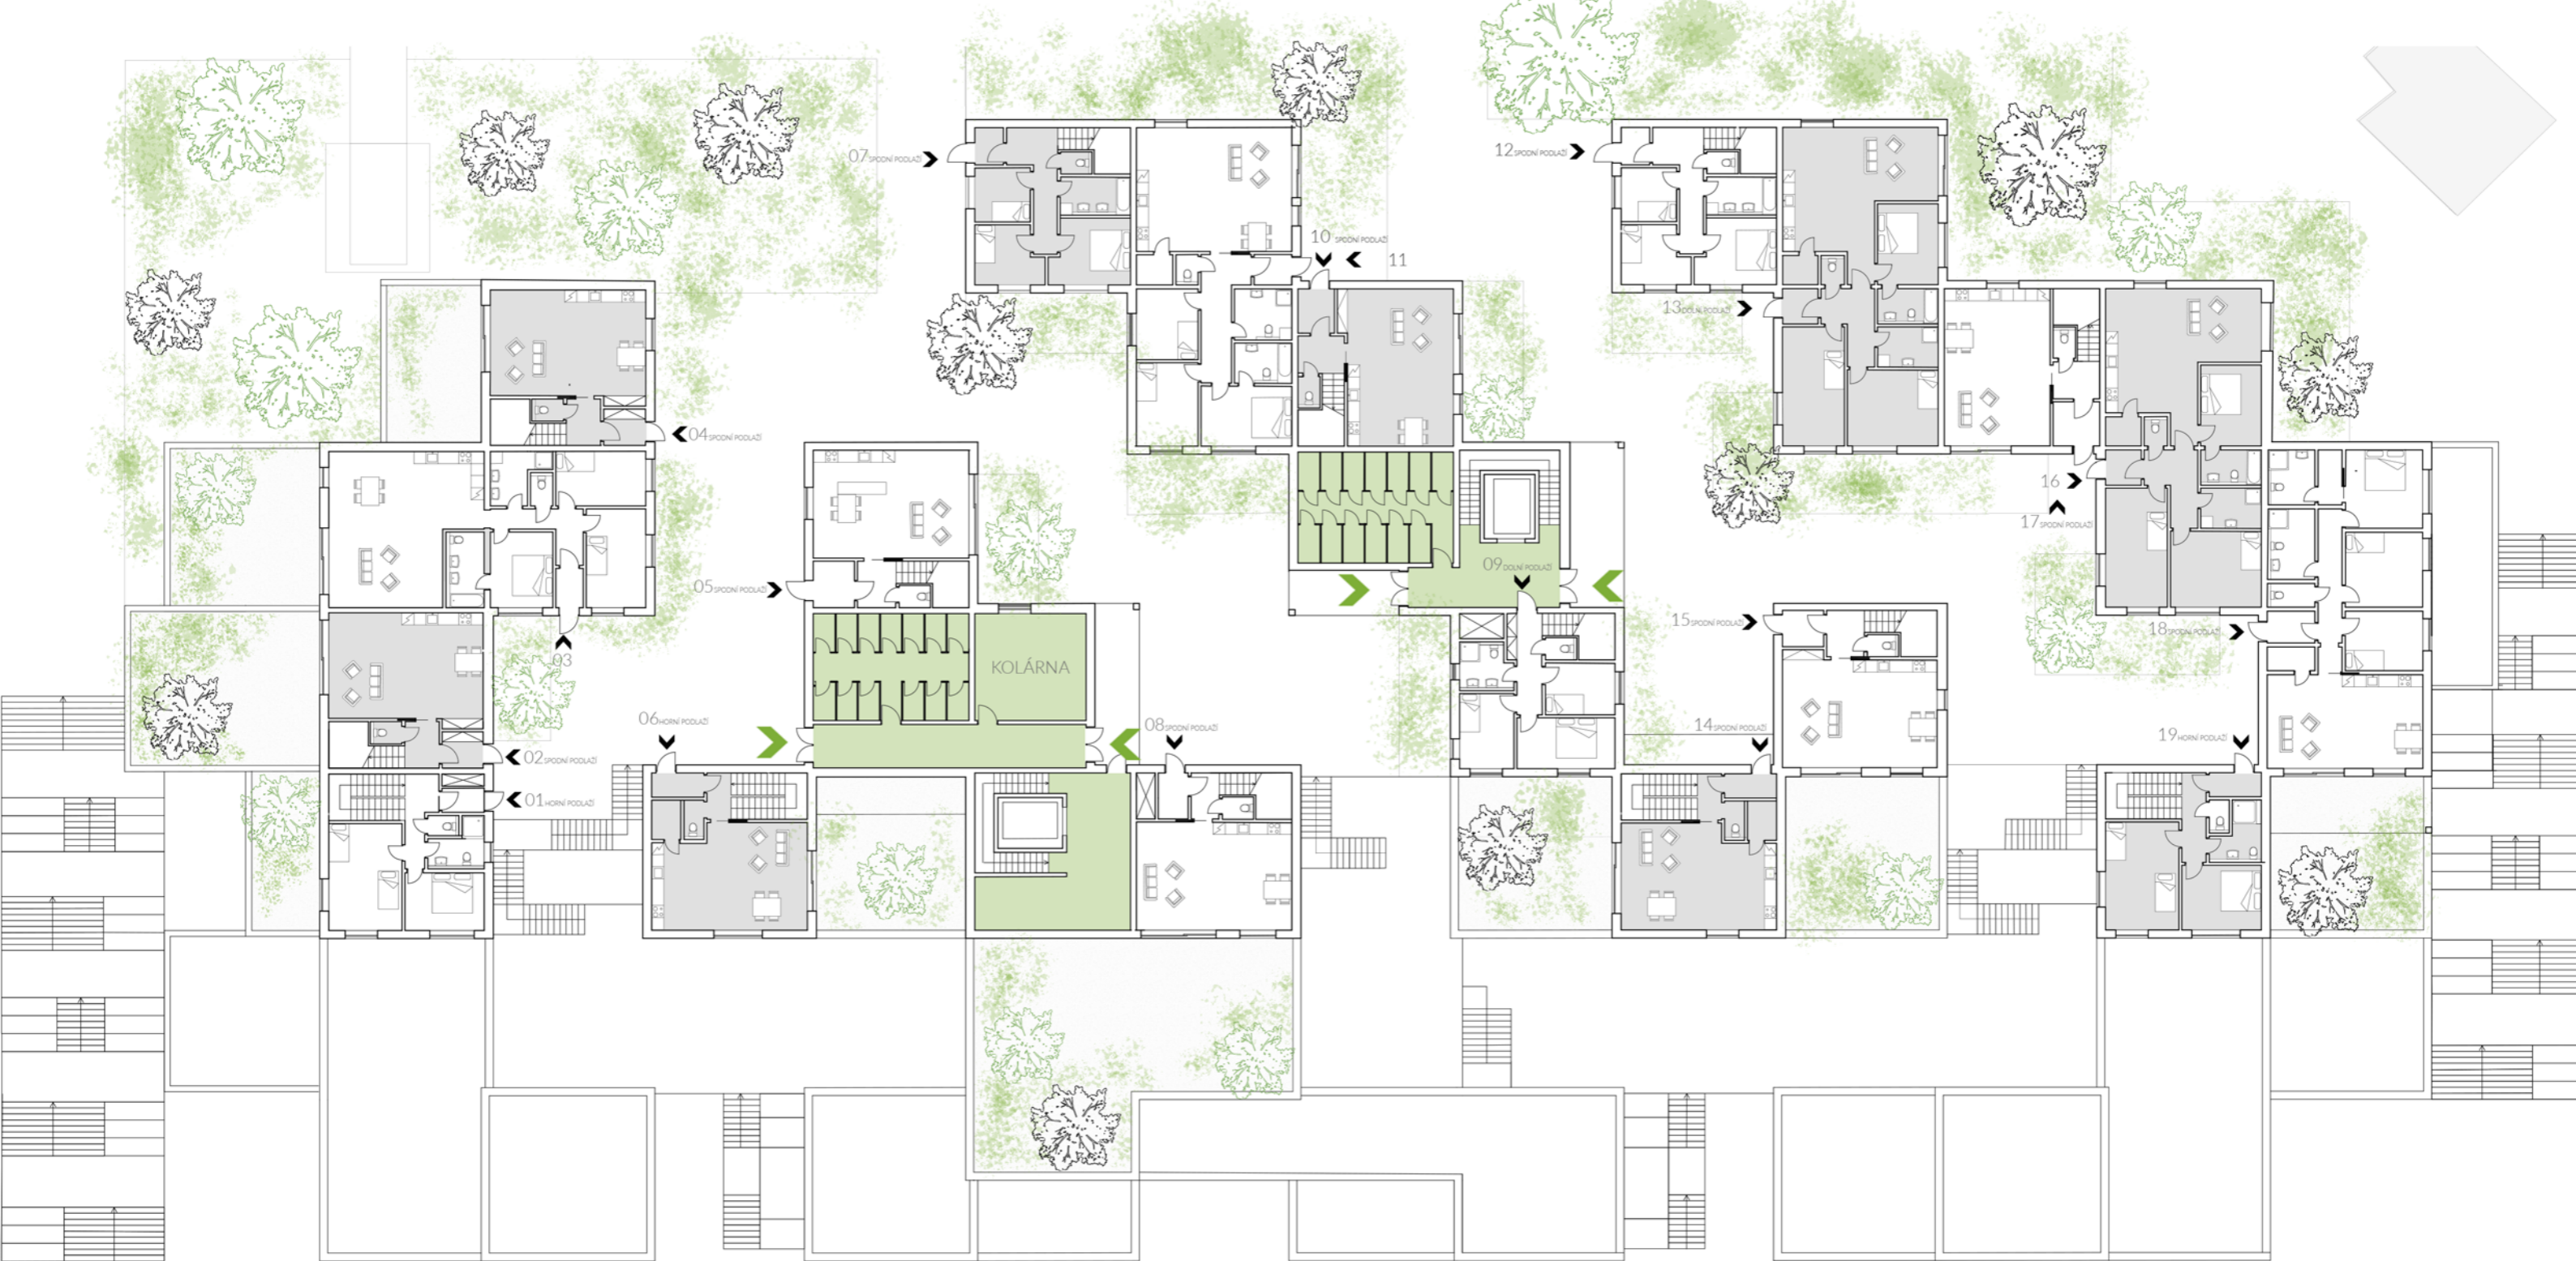 07 SPODNÍ PODLAŽÍ
12 SPODNÍ PODLAŽÍ
10 SPODNÍ PODLAŽÍ
11
13 DOLNÍ PODLAŽÍ
04 SPODNÍ PODLAŽÍ
16
17 SPODNÍ PODLAŽÍ
09 DOLNÍ PODLAŽÍ
05 SPODNÍ PODLAŽÍ
15 SPODNÍ PODLAŽÍ
18 SPODNÍ PODLAŽÍ
03
KOLÁRNA
06 HORNÍ PODLAŽÍ
08 SPODNÍ PODLAŽÍ
14 SPODNÍ PODLAŽÍ
19 HORNÍ PODLAŽÍ
02 SPODNÍ PODLAŽÍ
01 HORNÍ PODLAŽÍ